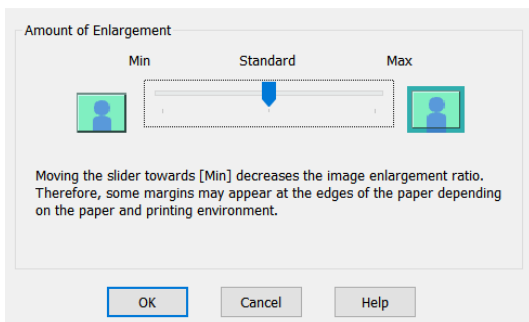 Amount of Enlargement
Min Standard Max
Moving the slider towards [Min] decreases the image enlargement ratio.
Therefore, some margins may appear at the edges of the paper depending
on the paper and printing environment.
OK Cancel Help